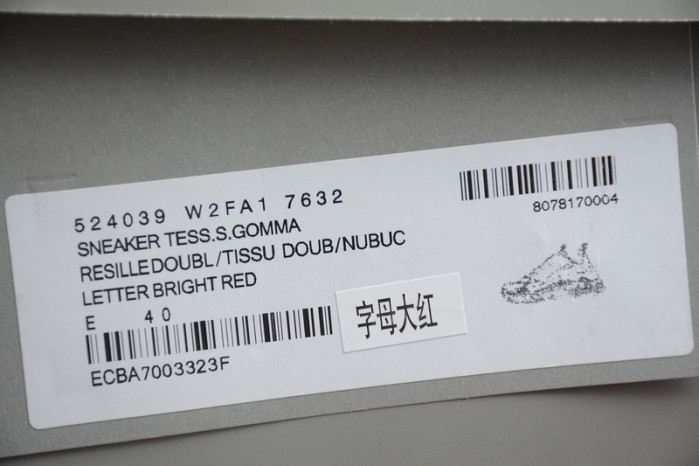 524039 W2FA1 7632
SNEAKER TESS.S.GOMMA
RESILLE DOUBL/TISSU DOUB/NUBUC
LETTER BRIGHT RED
E 40
ECBA7003323F
字母大红
8078170004